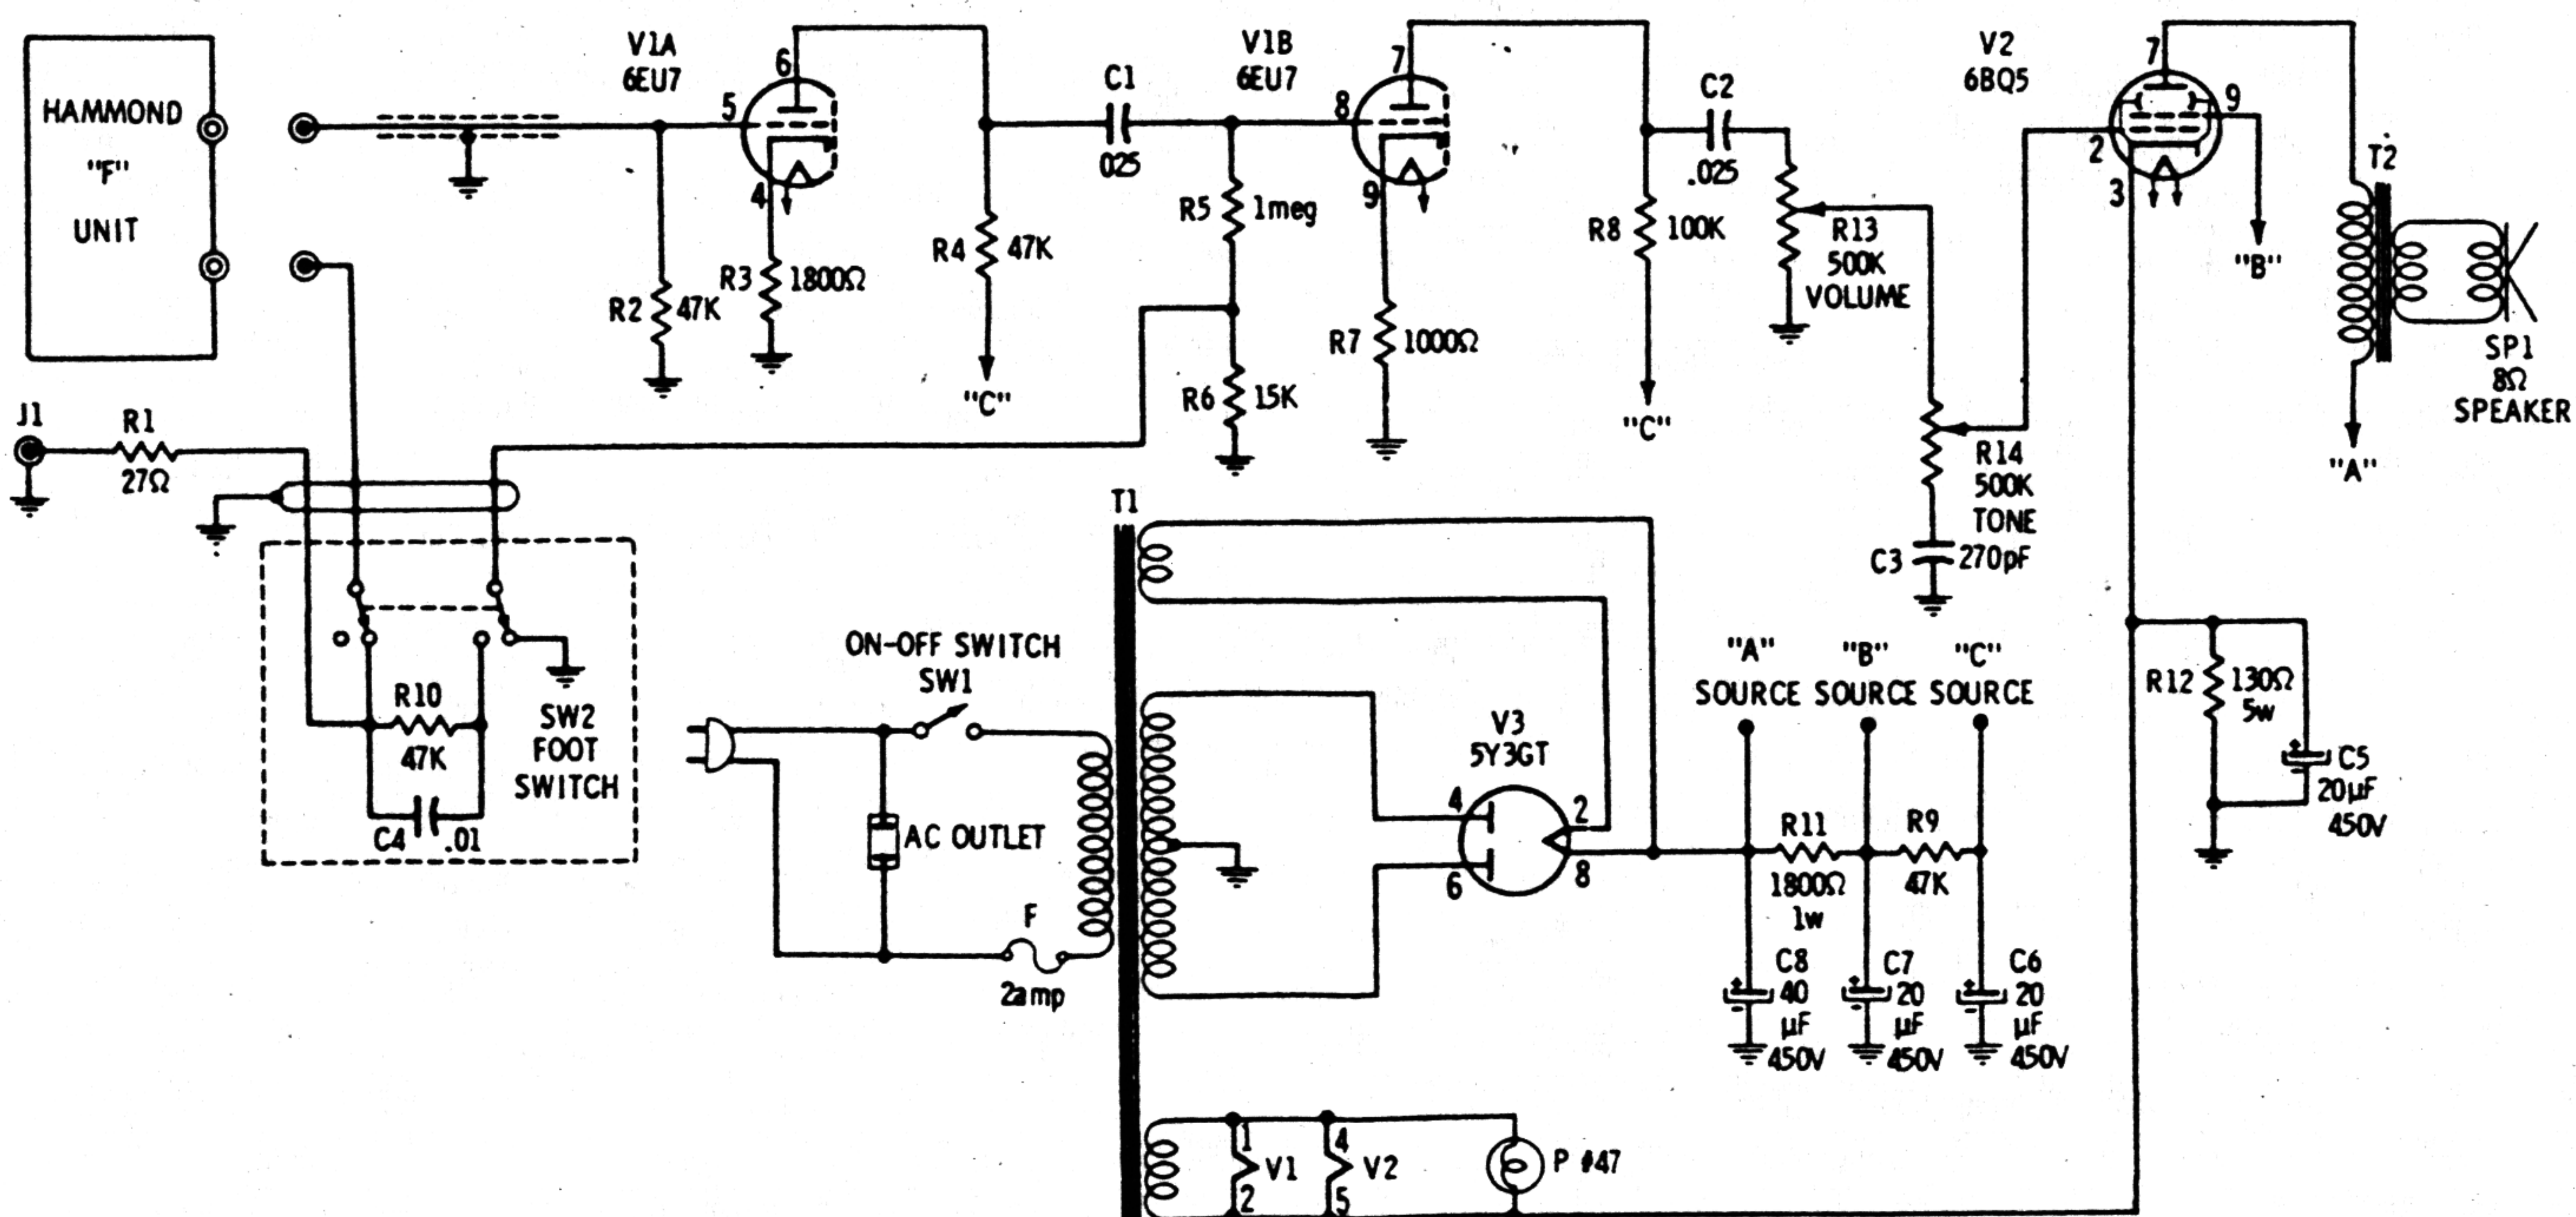 HAMMOND
"F"
UNIT
V1A
6EU7
6
5
4
R2 47K
R3 1800Ω
R4 47K
"C"
C1
025
V1B
6EU7
7
8
9
R5 1meg
R6 15K
R7 1000Ω
R8 100K
"C"
C2
.025
R13
500K
VOLUME
V2
6BQ5
7
9
2
3
"B"
T2
SP1
8Ω
SPEAKER
"A"
R14
500K
TONE
C3 270pF
J1
R1
27Ω
R10
47K
C4 .01
SW2
FOOT
SWITCH
ON-OFF SWITCH
SW1
AC OUTLET
F
2amp
T1
V3
5Y3GT
4
6
2
8
"A"
SOURCE
"B"
SOURCE
"C"
SOURCE
R11
1800Ω
1w
R9
47K
C8
40
µF
450V
C7
20
µF
450V
C6
20
µF
450V
R12 130Ω
5w
C5
20µF
450V
1
V1
2
4
V2
5
P #47
+
-
+
-
+
-
+
-